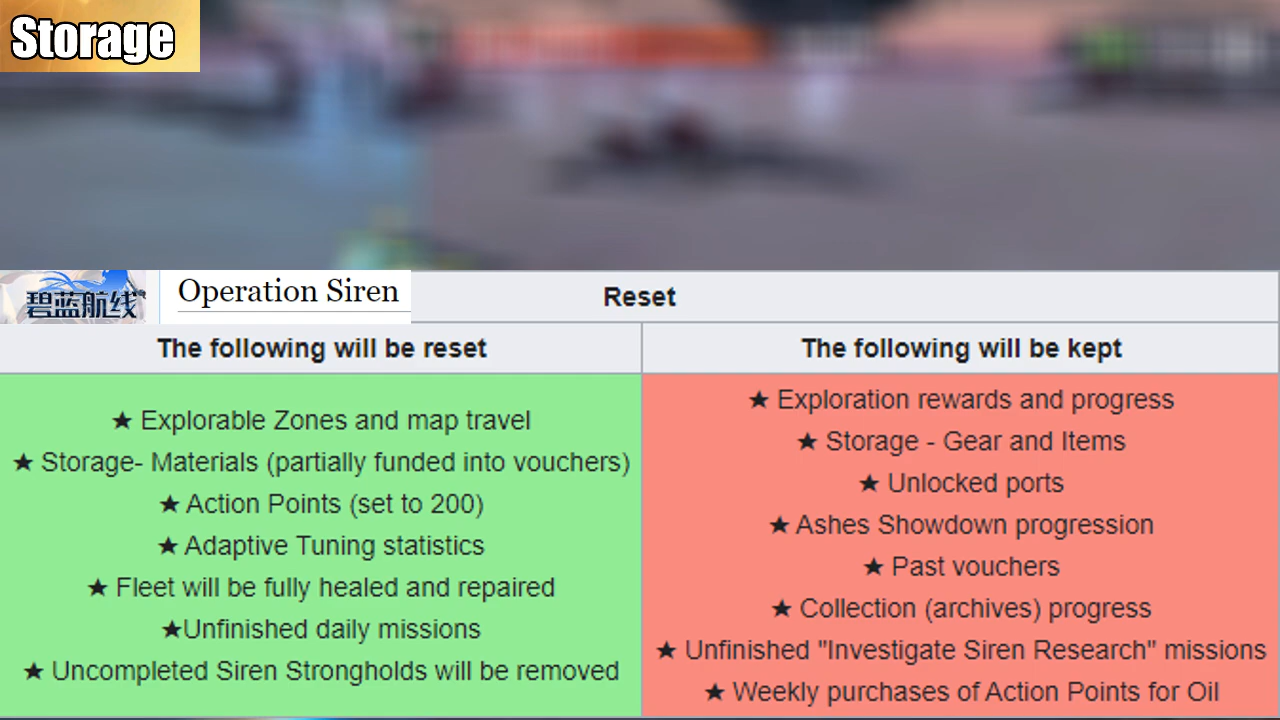 Storage
碧蓝航线
Operation Siren
Reset
The following will be reset
The following will be kept
★ Explorable Zones and map travel
★ Storage- Materials (partially funded into vouchers)
★ Action Points (set to 200)
★ Adaptive Tuning statistics
★ Fleet will be fully healed and repaired
★Unfinished daily missions
★ Uncompleted Siren Strongholds will be removed
★ Exploration rewards and progress
★ Storage - Gear and Items
★ Unlocked ports
★ Ashes Showdown progression
★ Past vouchers
★ Collection (archives) progress
★ Unfinished "Investigate Siren Research" missions
★ Weekly purchases of Action Points for Oil